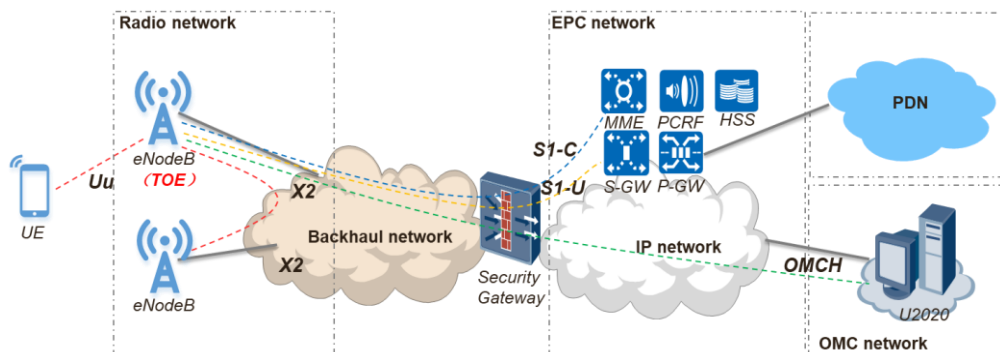 Radio network
EPC network
MME
PCRF
HSS
PDN
eNodeB
（TOE）
S1-C
Uu
X2
S1-U
S-GW
P-GW
UE
Backhaul network
IP network
X2
Security
Gateway
OMCH
eNodeB
U2020
OMC network